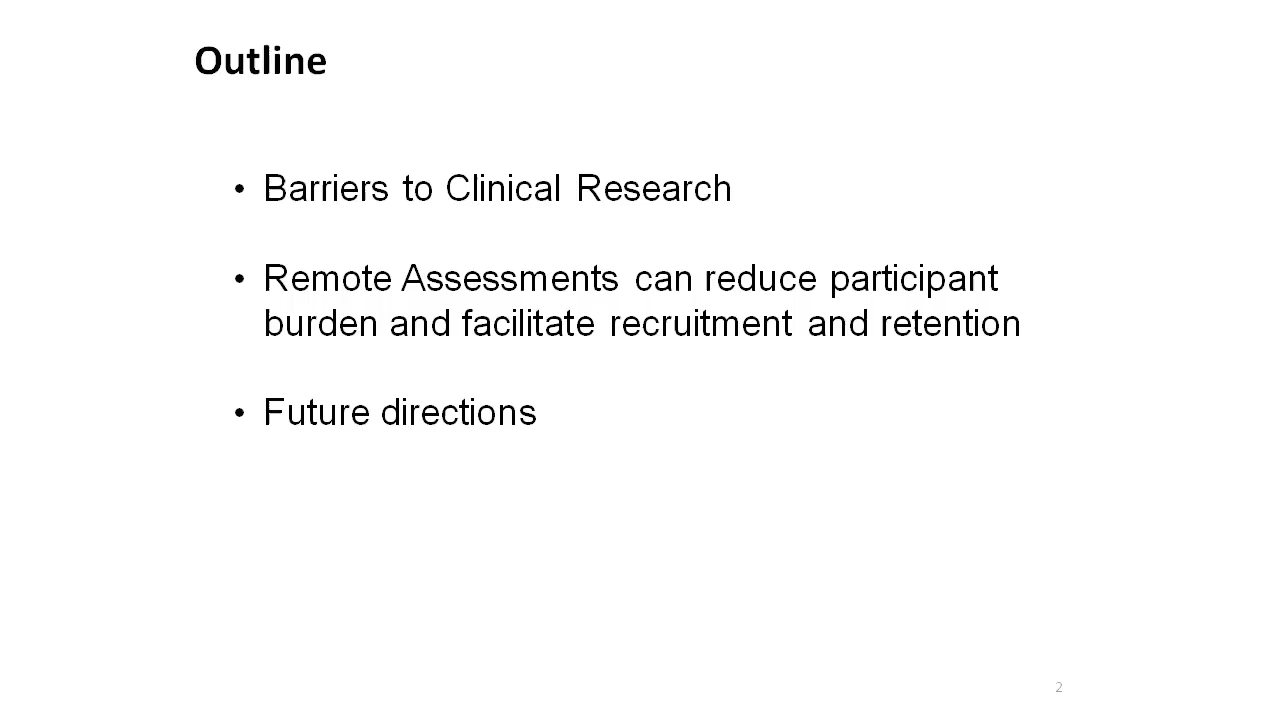 Outline
• Barriers to Clinical Research
• Remote Assessments can reduce participant
burden and facilitate recruitment and retention
• Future directions
2